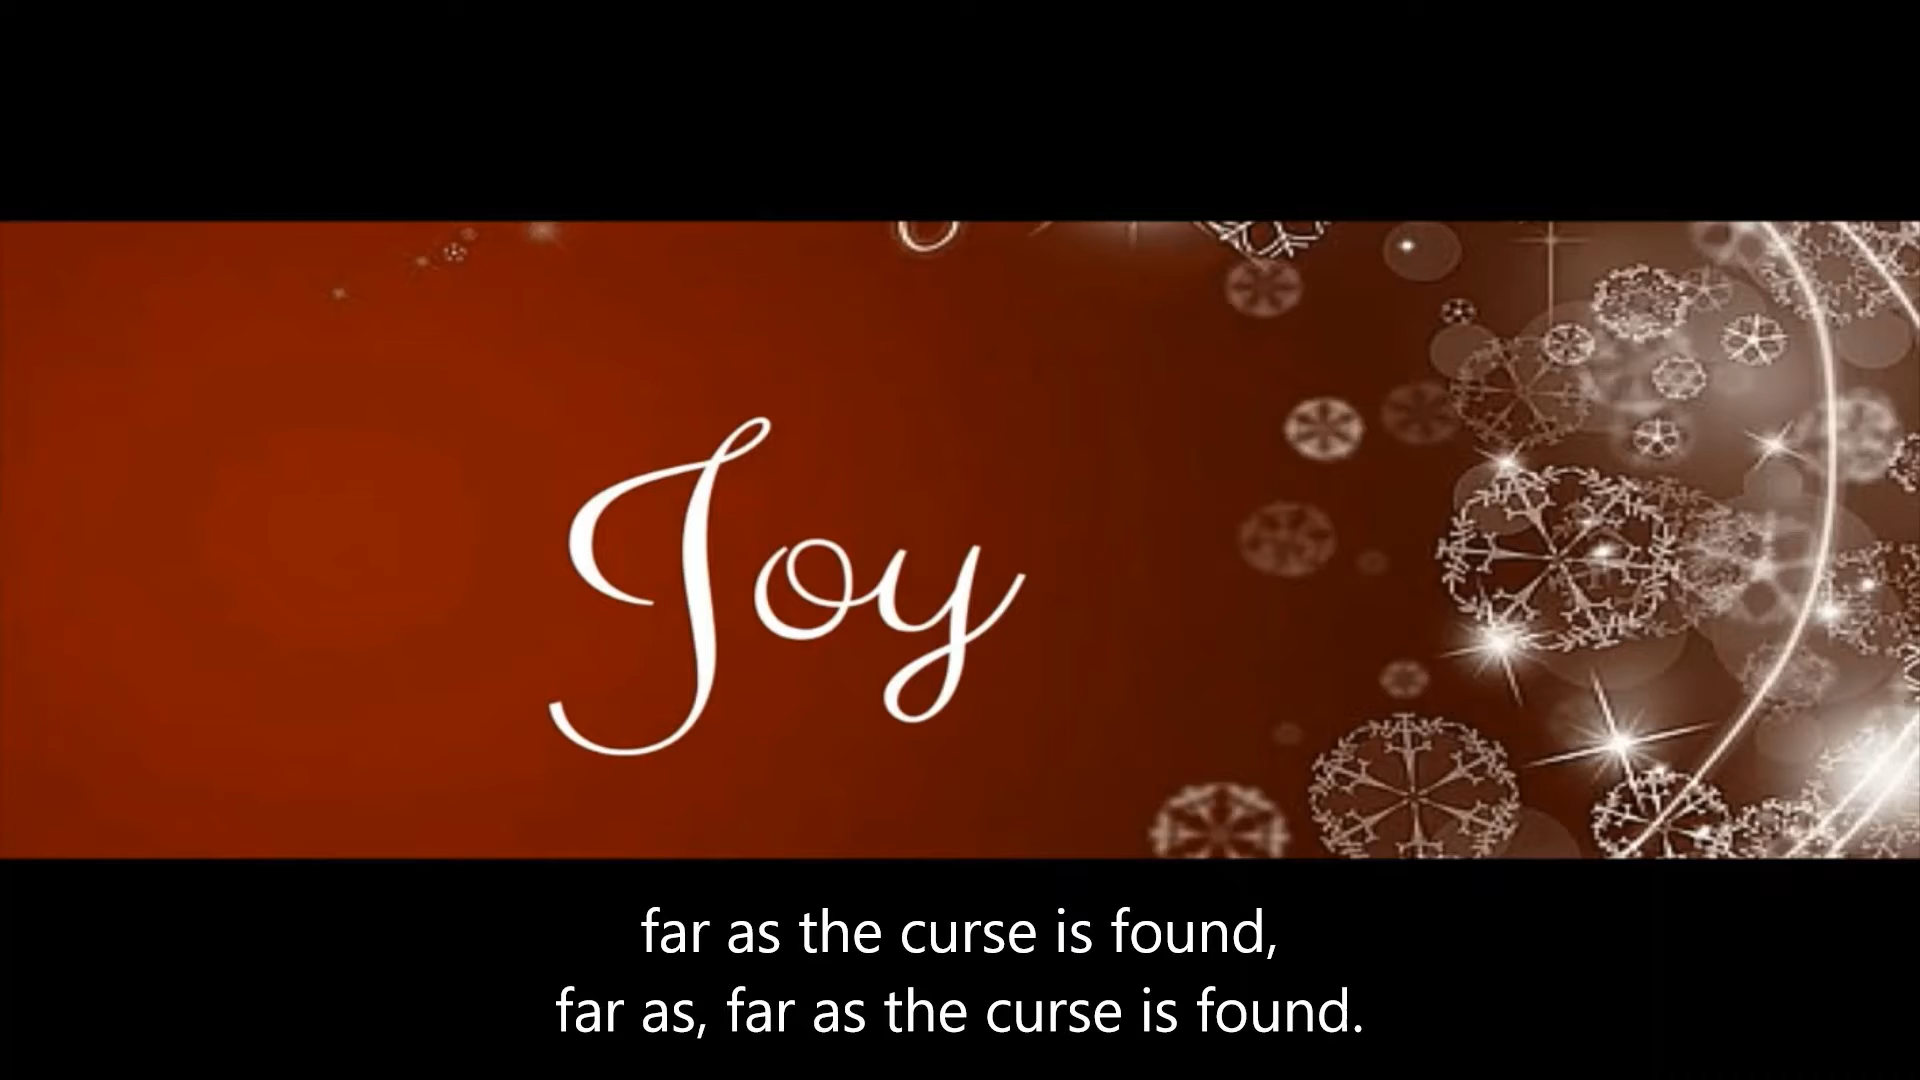 Joy
far as the curse is found,
far as, far as the curse is found.